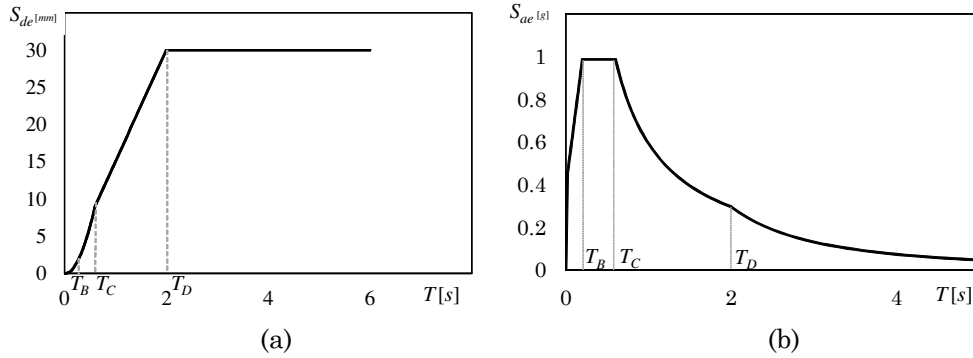 S_de [mm]
30
25
20
15
10
5
0
T_B T_C T_D
0 2 4 6 T [s]
(a)
S_ae [g]
1
0.8
0.6
0.4
0.2
0
T_B T_C T_D
0 2 4 T [s]
(b)